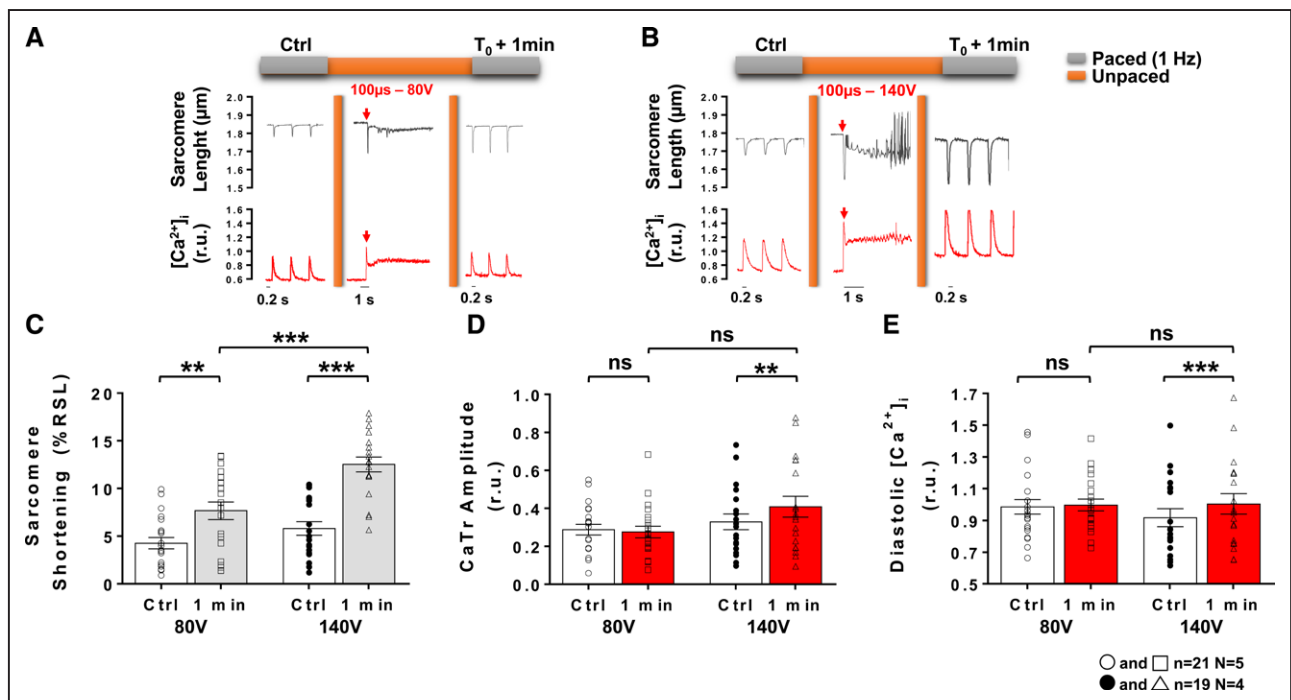 A
Ctrl
T0 + 1min
100µs – 80V
Sarcomere
Lenght (µm)
2.0
1.9
1.8
1.7
1.6
1.5
[Ca2+]i
(r.u.)
1.6
1.4
1.2
1.0
0.8
0.6
0.2 s
1 s
0.2 s
B
Ctrl
T0 + 1min
100µs – 140V
Sarcomere
Length (µm)
2.0
1.9
1.8
1.7
1.6
1.5
[Ca2+]i
(r.u.)
1.6
1.4
1.2
1.0
0.8
0.6
0.2 s
1 s
0.2 s
Paced (1 Hz)
Unpaced
C
***
**
***
Sarcomere
Shortening (%RSL)
20
15
10
5
0
Ctrl 1 min
Ctrl 1 min
80V
140V
D
ns
ns
**
CaTr Amplitude
(r.u.)
1.0
0.8
0.6
0.4
0.2
0.0
Ctrl 1 min
Ctrl 1 min
80V
140V
E
ns
ns
***
Diastolic [Ca2+]i
(r.u.)
1.7
1.5
1.3
1.1
0.9
0.7
0.5
Ctrl 1 min
Ctrl 1 min
80V
140V
and n=21 N=5
and n=19 N=4